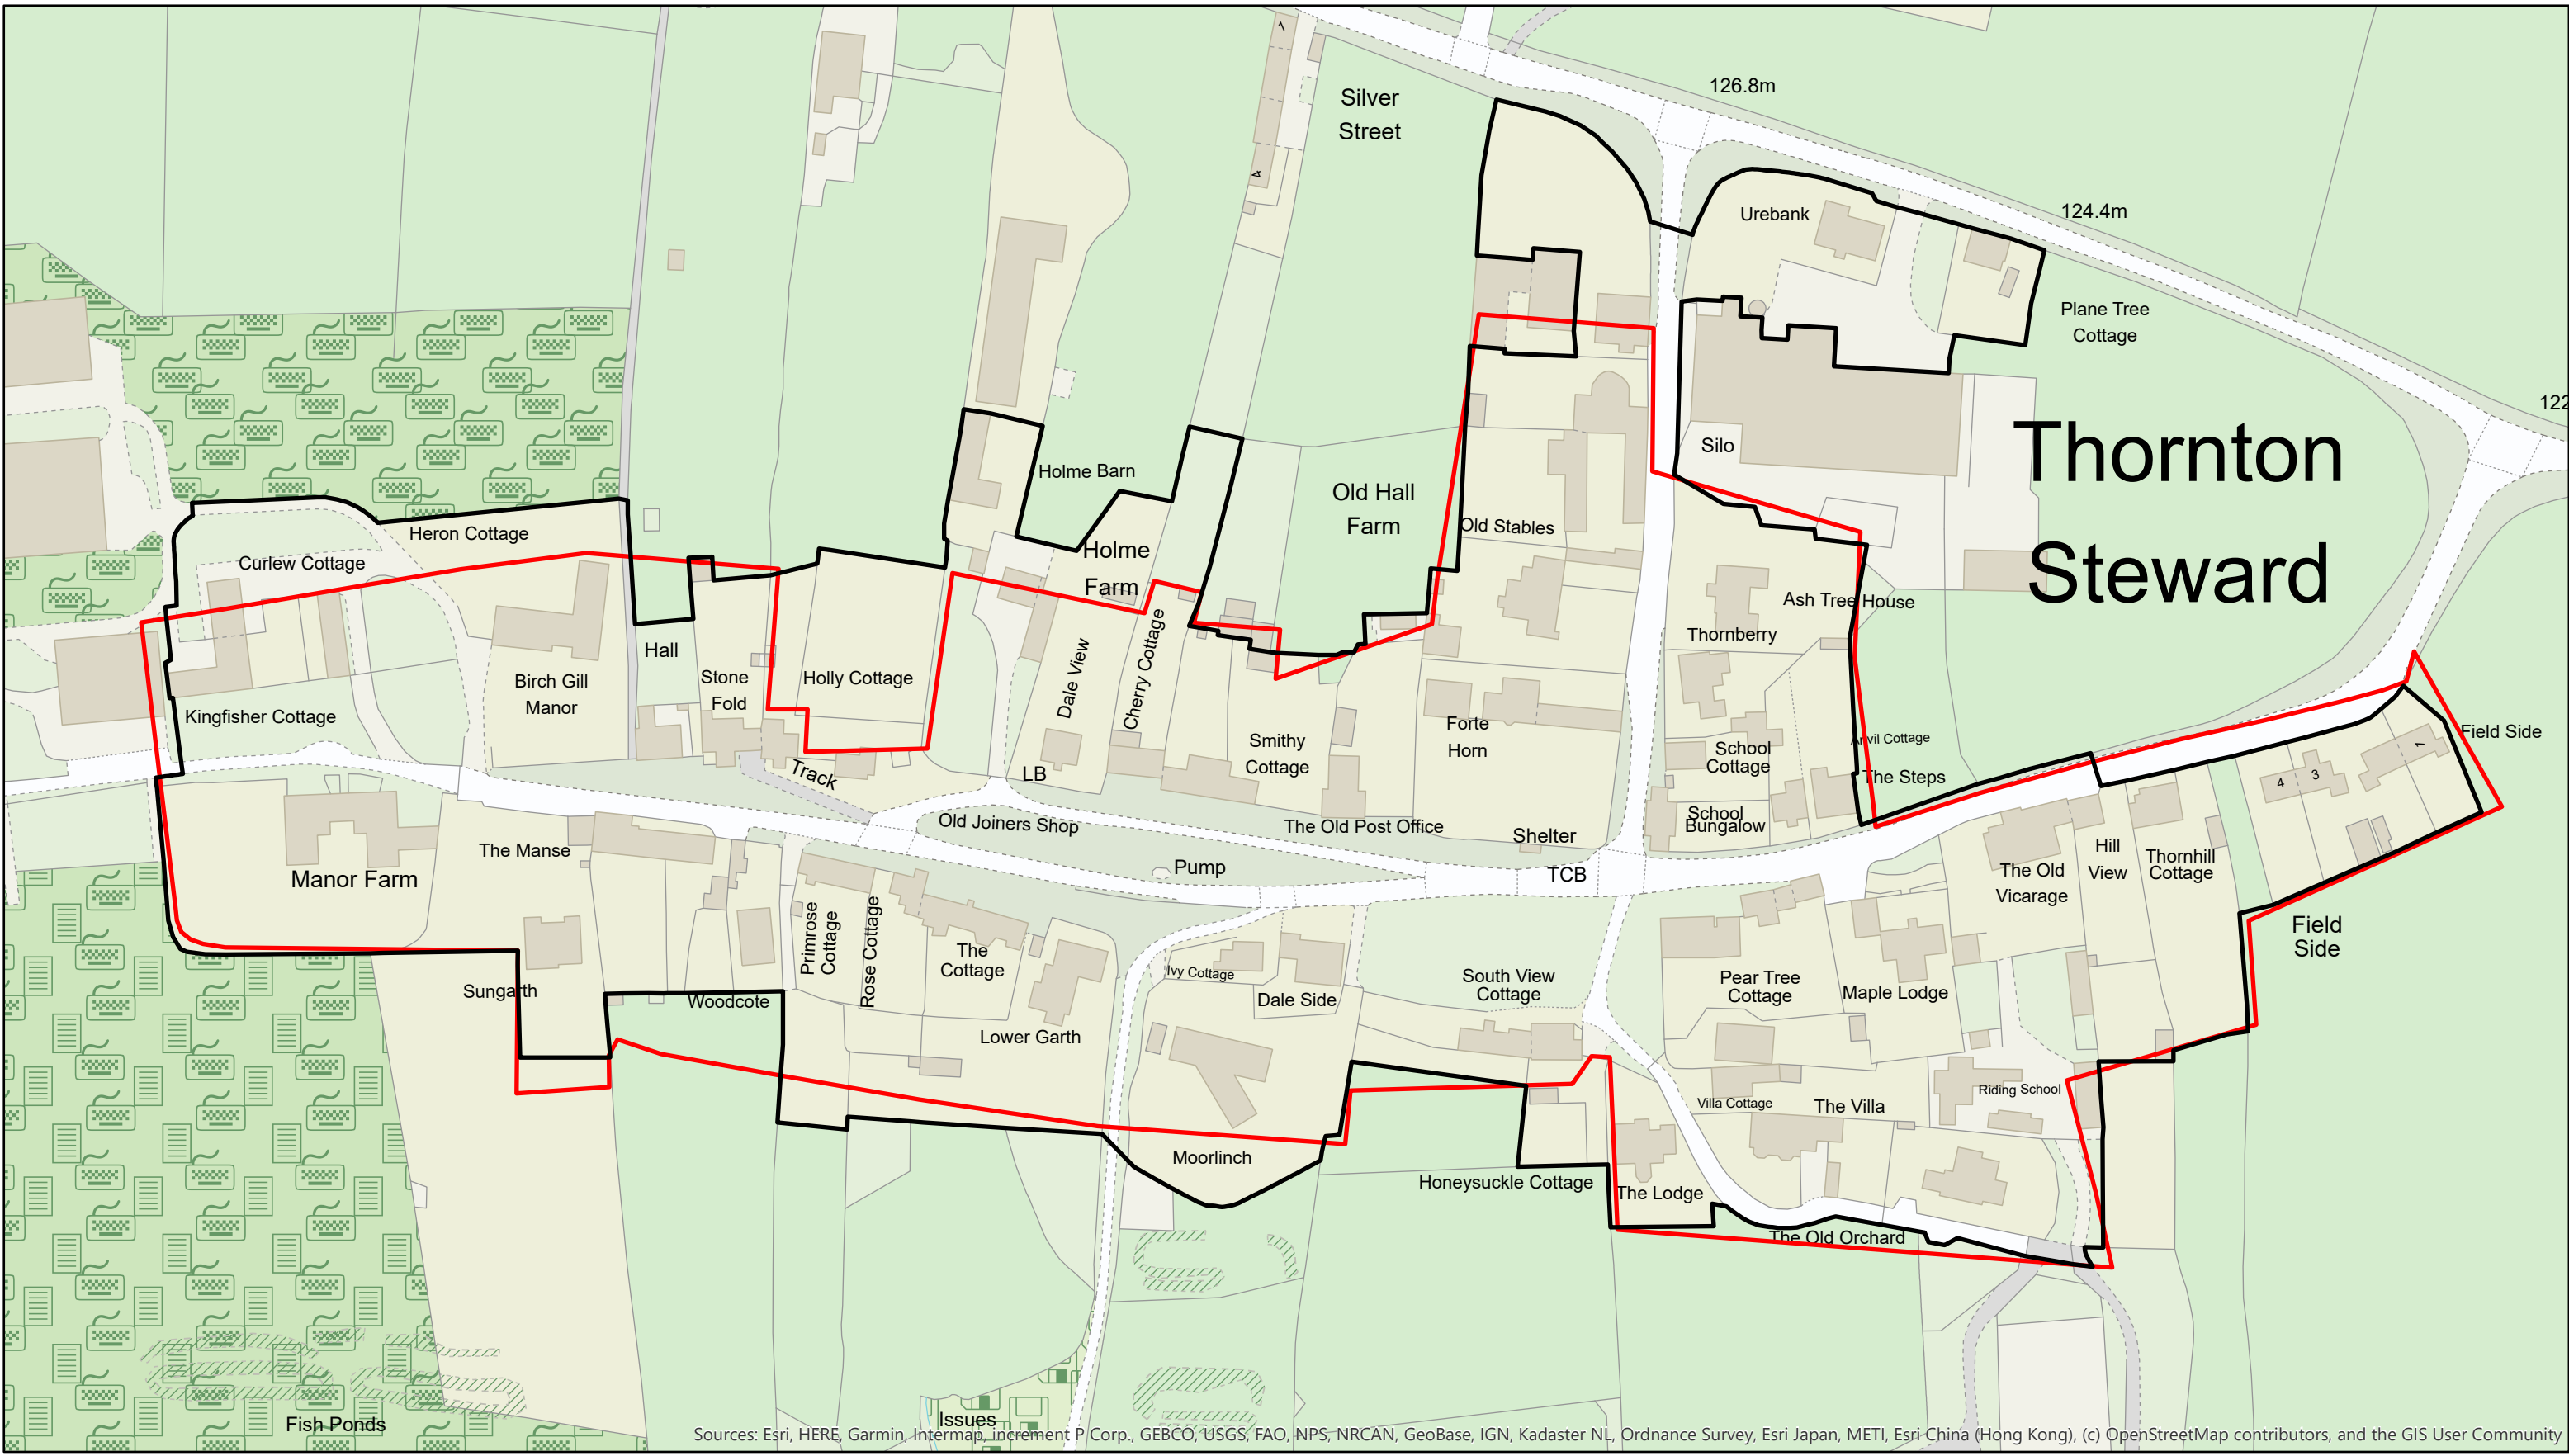 7
Silver
Street
126.8m
4
Urebank
124.4m
Plane Tree
Cottage
122
Thornton
Steward
Silo
Holme Barn
Old Hall
Farm
Old Stables
Heron Cottage
Curlew Cottage
Holme
Farm
Ash Tree House
Thornberry
Hall
Stone
Fold
Holly Cottage
Dale View
Cherry Cottage
Birch Gill
Manor
Kingfisher Cottage
Smithy
Cottage
Forte
Horn
School
Cottage
Anvil Cottage
The Steps
Field Side
1
3
4
Track
LB
Old Joiners Shop
The Old Post Office
Shelter
School
Bungalow
The Manse
Manor Farm
Pump
TCB
The Old
Vicarage
Hill
View
Thornhill
Cottage
Field
Side
Primrose
Cottage
Rose Cottage
The
Cottage
Ivy Cottage
Dale Side
South View
Cottage
Pear Tree
Cottage
Maple Lodge
Sungarth
Woodcote
Lower Garth
Riding School
Villa Cottage
The Villa
Moorlinch
Honeysuckle Cottage
The Lodge
The Old Orchard
Fish Ponds
Issues
Sources: Esri, HERE, Garmin, Intermap, increment P Corp., GEBCO, USGS, FAO, NPS, NRCAN, GeoBase, IGN, Kadaster NL, Ordnance Survey, Esri Japan, METI, Esri China (Hong Kong), (c) OpenStreetMap contributors, and the GIS User Community